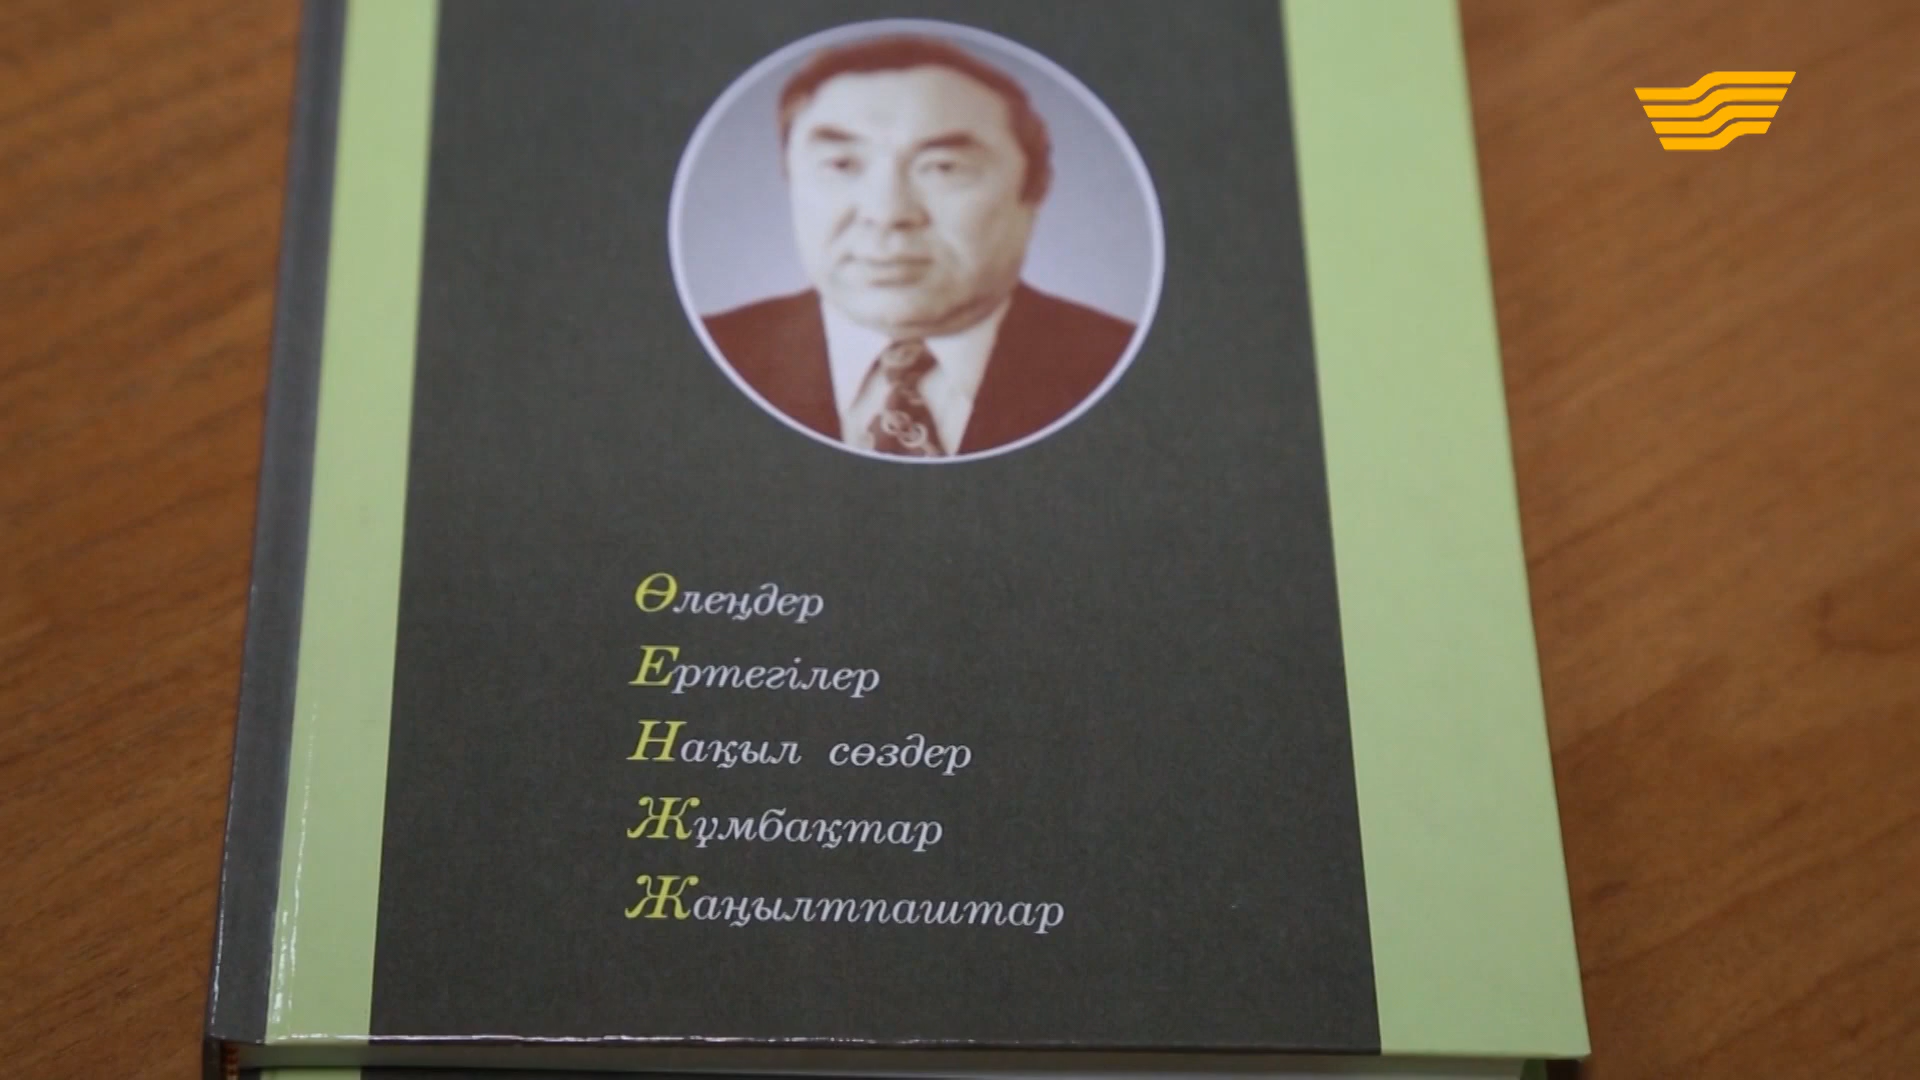 Өлеңдер
Ертегілер
Нақыл сөздер
Жұмбақтар
Жаңылтпаштар